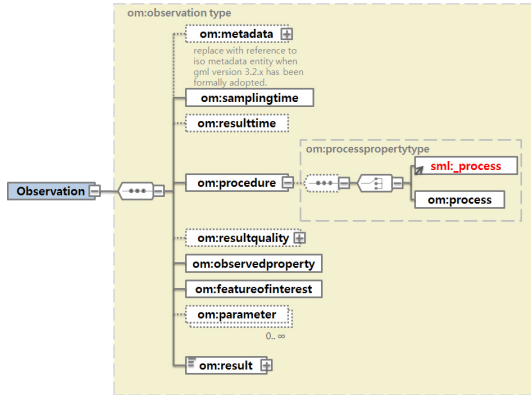 om:observation type
om:metadata
replace with reference to
iso metadata entity when
gml version 3.2.x has been
formally adopted.
om:samplingtime
om:resulttime
om:processpropertytype
sml:_process
Observation
om:procedure
om:process
om:resultquality
om:observedproperty
om:featureofinterest
om:parameter
0.. ∞
om:result